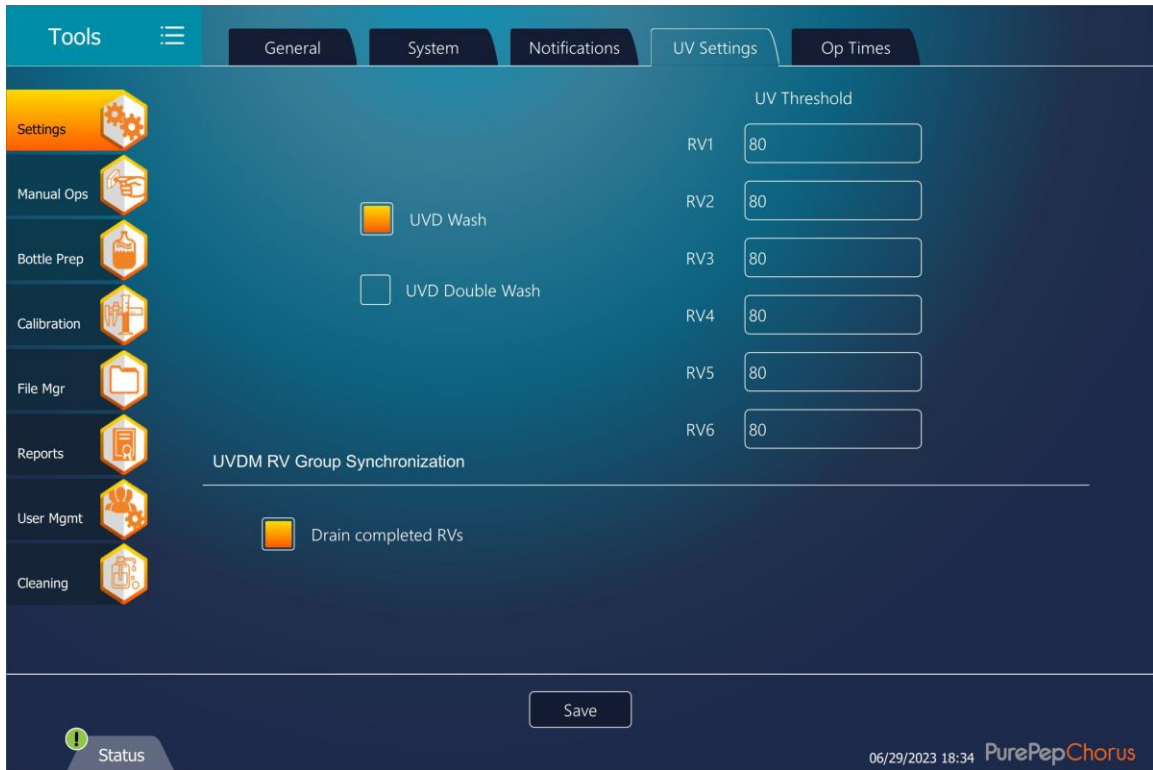 Tools
General
System
Notifications
UV Settings
Op Times
Settings
Manual Ops
Bottle Prep
Calibration
File Mgr
Reports
User Mgmt
Cleaning
UVD Wash
UVD Double Wash
UV Threshold
RV1 80
RV2 80
RV3 80
RV4 80
RV5 80
RV6 80
UVDM RV Group Synchronization
Drain completed RVs
Save
! Status
06/29/2023 18:34 PurePepChorus